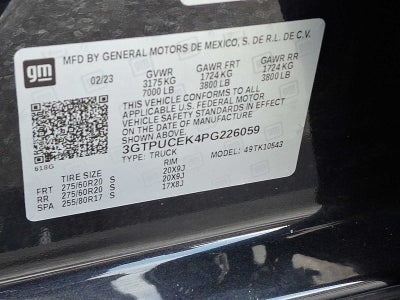 gm
MFD BY GENERAL MOTORS DE MEXICO, S. DE R.L. DE C.V.
02/23 GVWR GAWR FRT GAWR RR
3175 KG 1724 KG 1724 KG
7000 LB 3800 LB 3800 LB
THIS VEHICLE CONFORMS TO ALL
APPLICABLE U.S. FEDERAL MOTOR
VEHICLE SAFETY STANDARDS IN EFFECT
ON THE DATE OF MANUFACTURE
SHOWN ABOVE.
3GTPUCEK4PG226059
TYPE: TRUCK MODEL: 49TK10543
618G
TIRE SIZE RIM
FRT 275/60R20 S 20X9J
RR 275/60R20 S 20X9J
SPA 255/80R17 S 17X8J